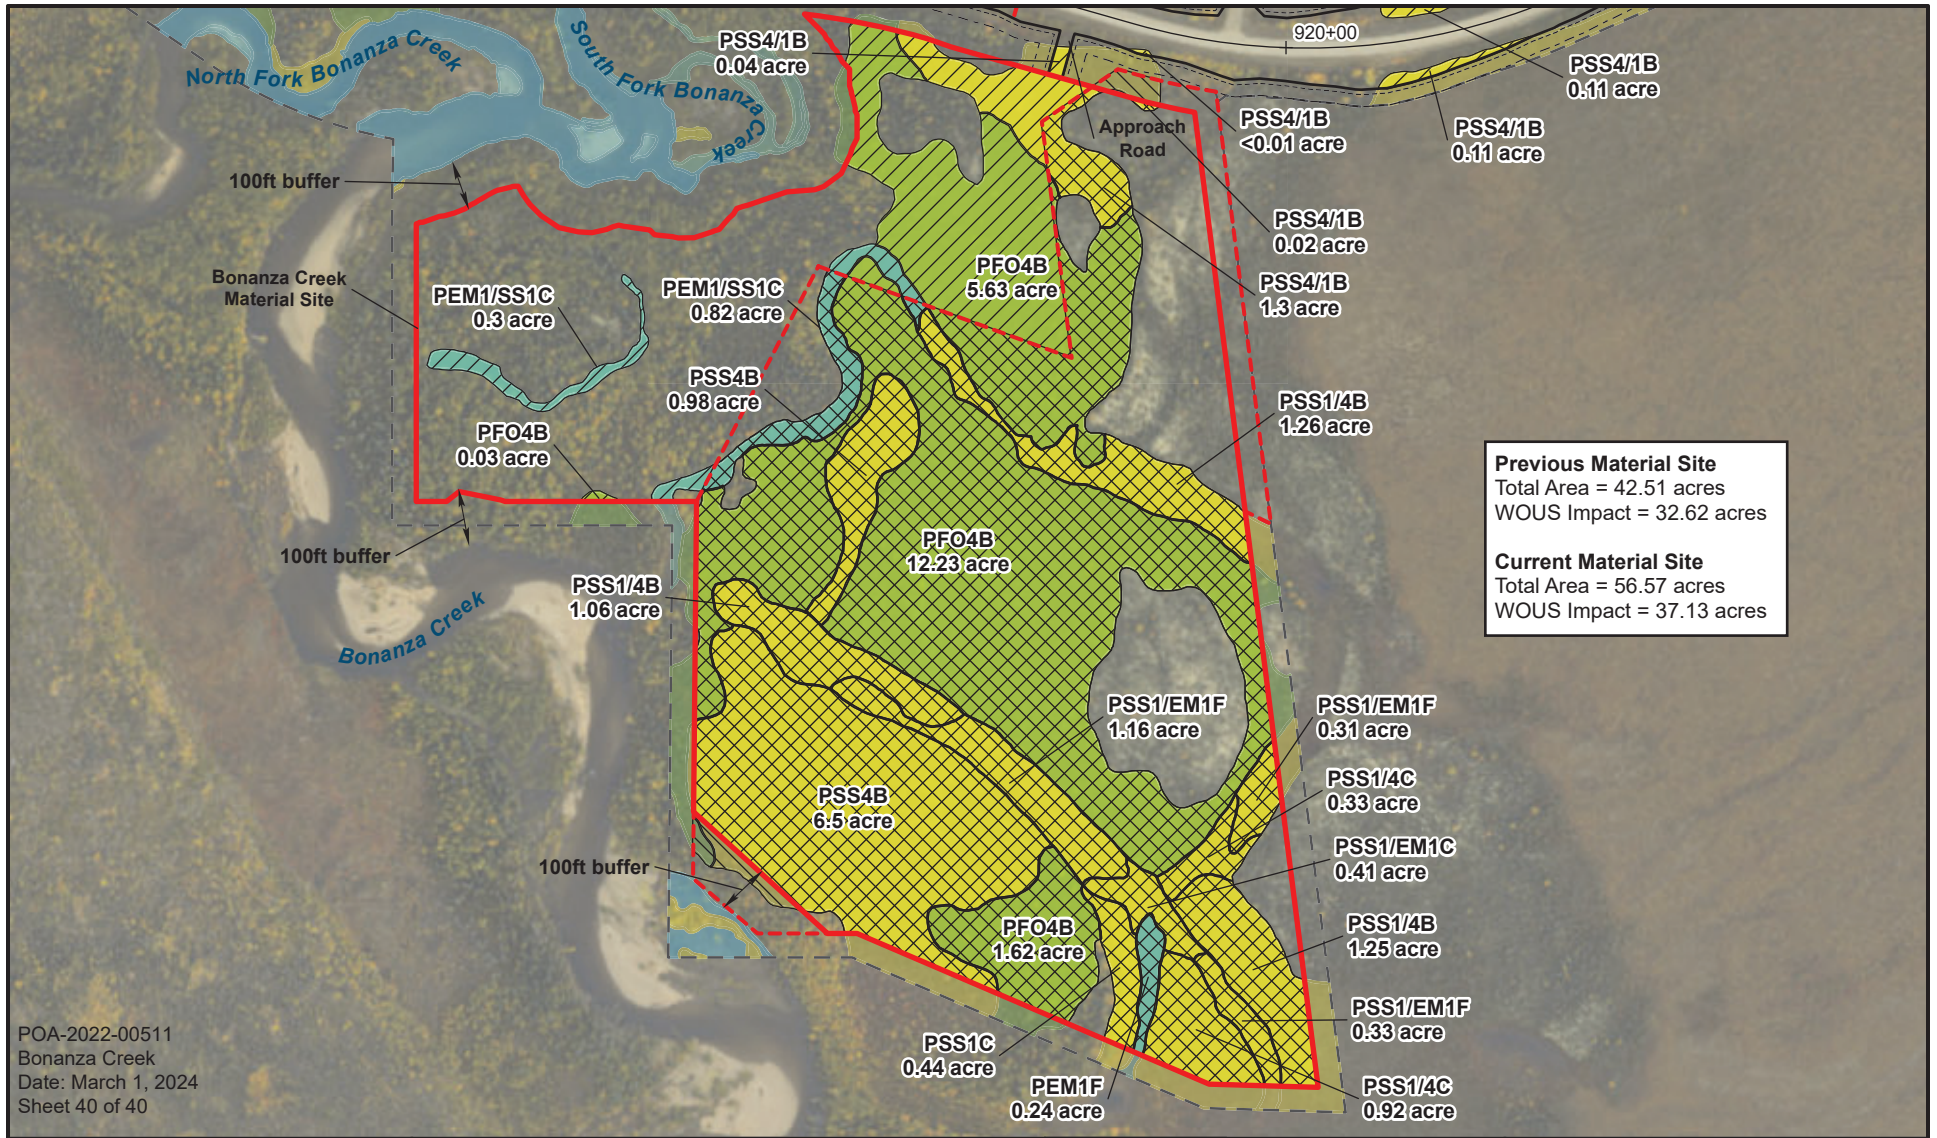 North Fork Bonanza Creek
South Fork Bonanza Creek
PSS4/1B
0.04 acre
920+00
PSS4/1B
0.11 acre
PSS4/1B
0.11 acre
PSS4/1B
<0.01 acre
Approach
Road
100ft buffer
PSS4/1B
0.02 acre
PSS4/1B
1.3 acre
Bonanza Creek
Material Site
PEM1/SS1C
0.3 acre
PEM1/SS1C
0.82 acre
PFO4B
5.63 acre
PSS4B
0.98 acre
PSS1/4B
1.26 acre
PFO4B
0.03 acre
Previous Material Site
Total Area = 42.51 acres
WOUS Impact = 32.62 acres
Current Material Site
Total Area = 56.57 acres
WOUS Impact = 37.13 acres
100ft buffer
PFO4B
12.23 acre
PSS1/4B
1.06 acre
Bonanza Creek
PSS1/EM1F
1.16 acre
PSS1/EM1F
0.31 acre
PSS1/4C
0.33 acre
PSS4B
6.5 acre
PSS1/EM1C
0.41 acre
100ft buffer
PFO4B
1.62 acre
PSS1/4B
1.25 acre
PSS1/EM1F
0.33 acre
PSS1C
0.44 acre
PEM1F
0.24 acre
PSS1/4C
0.92 acre
POA-2022-00511
Bonanza Creek
Date: March 1, 2024
Sheet 40 of 40